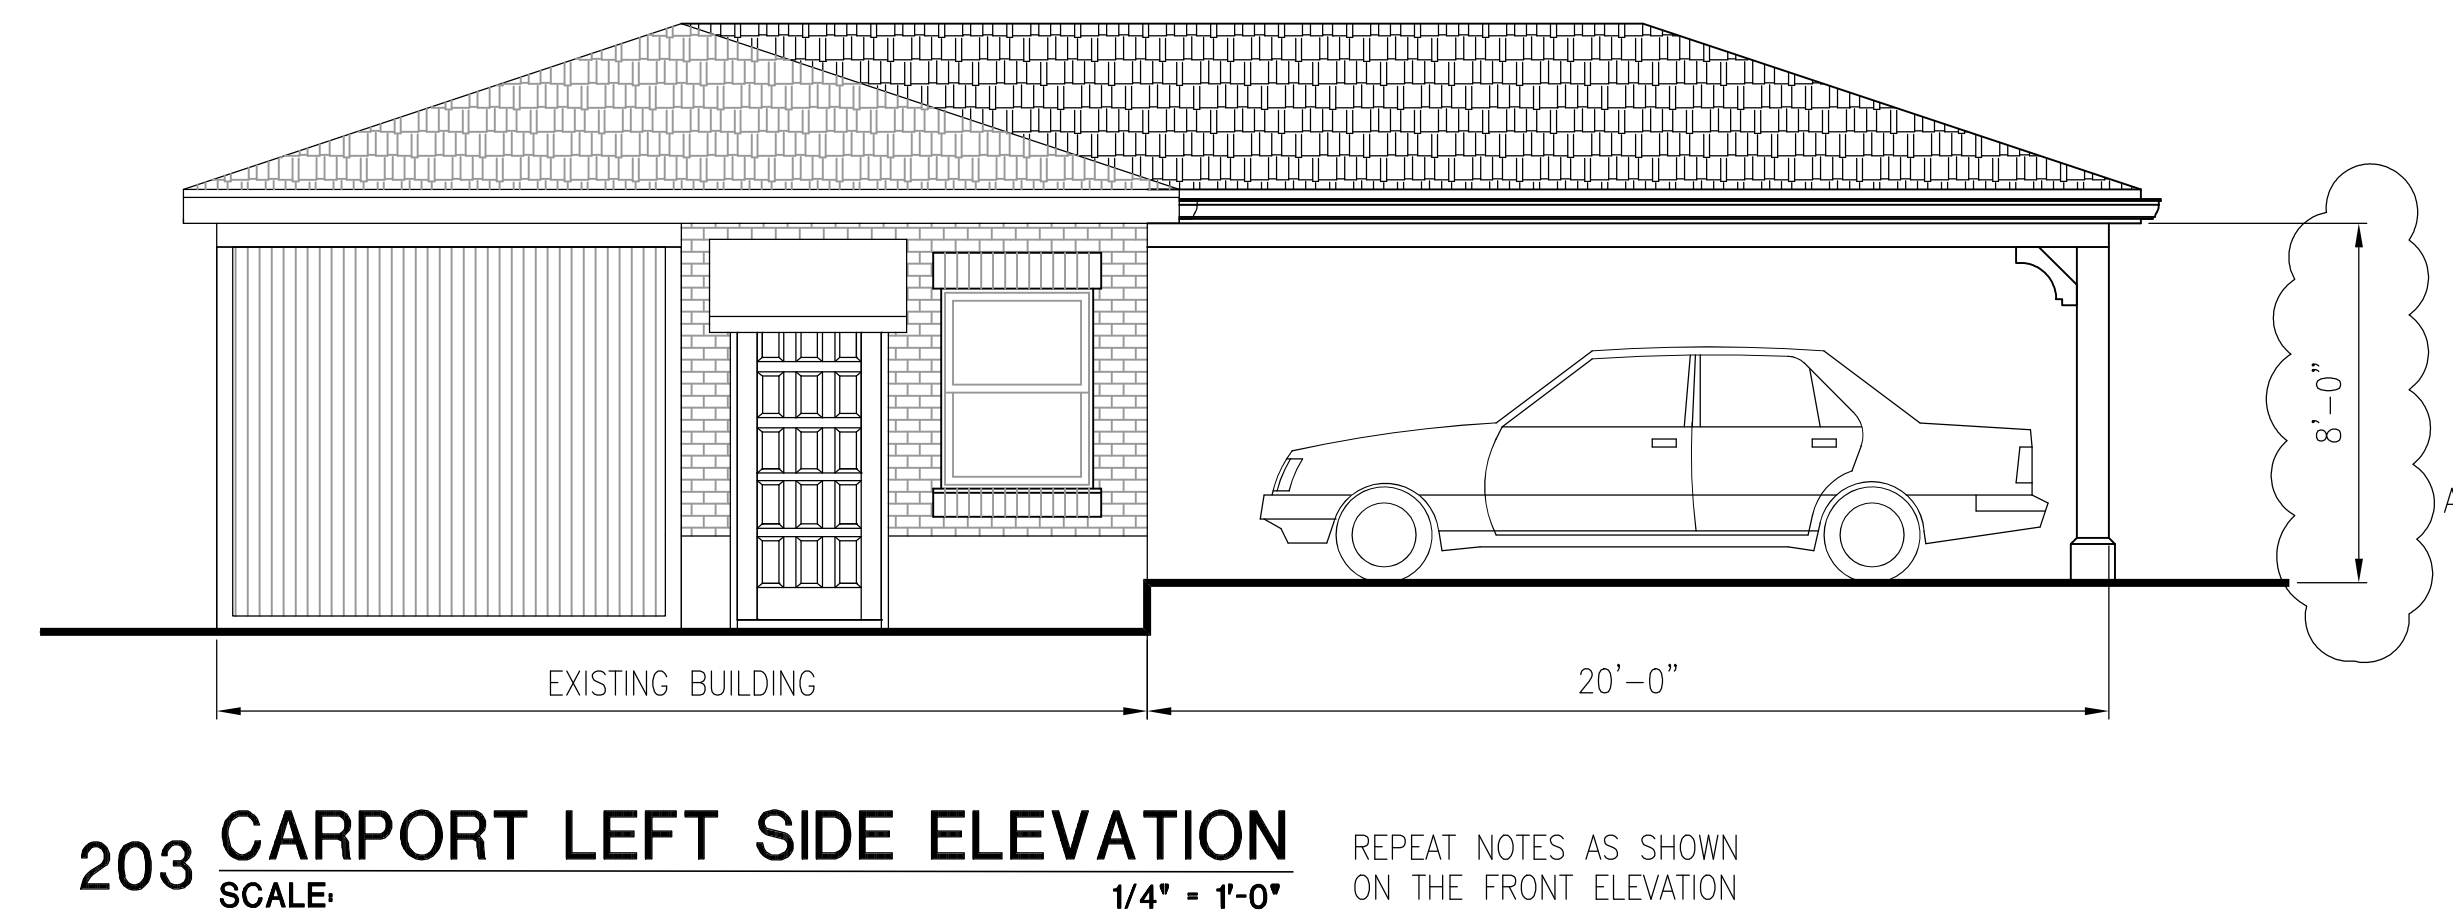 8'-0"
EXISTING BUILDING
20'-0"
203
CARPORT LEFT SIDE ELEVATION
SCALE: 1/4" = 1'-0"
REPEAT NOTES AS SHOWN
ON THE FRONT ELEVATION